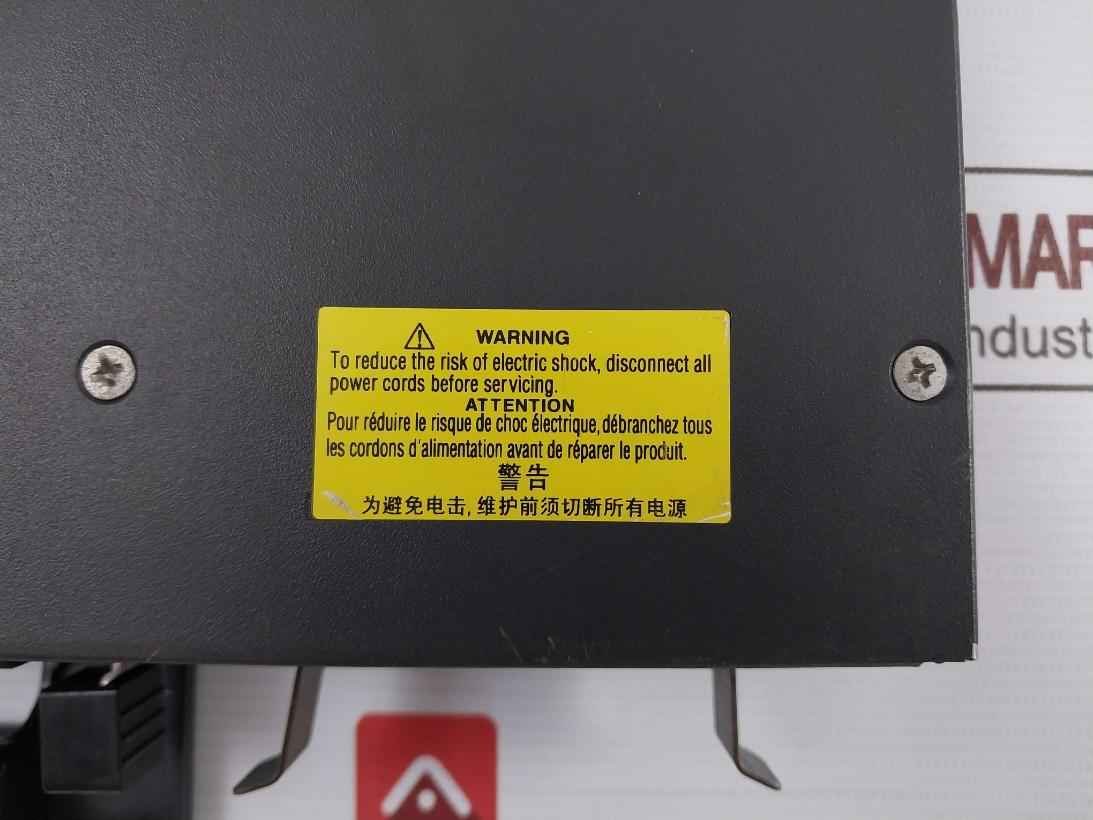 WARNING
To reduce the risk of electric shock, disconnect all
power cords before servicing.
ATTENTION
Pour réduire le risque de choc électrique, débranchez tous
les cordons d'alimentation avant de réparer le produit.
警告
为避免电击, 维护前须切断所有电源